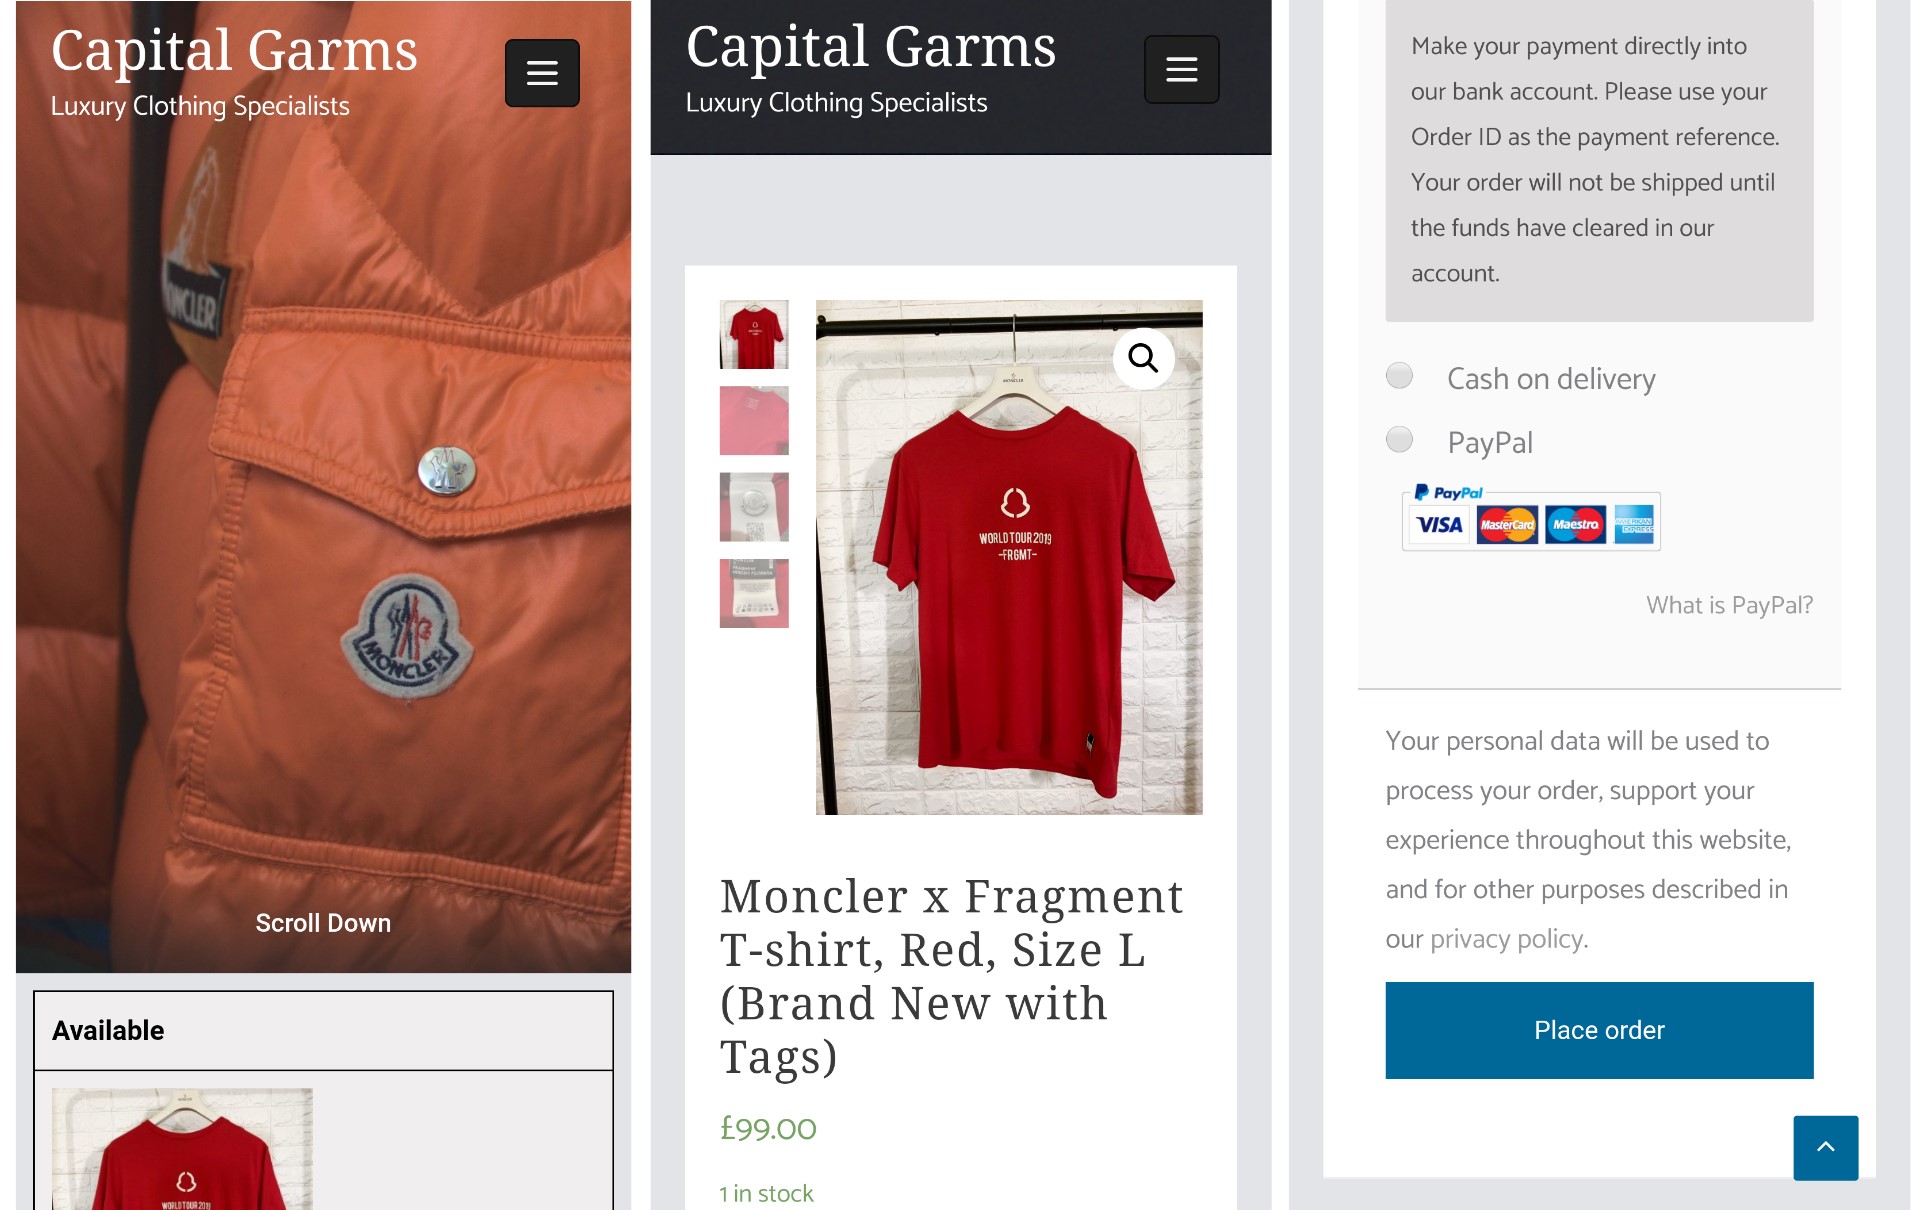 Capital Garms
Luxury Clothing Specialists
MONCLER
MONCLER
Scroll Down
Available
WORLD TOUR 2019
Capital Garms
Luxury Clothing Specialists
MONCLER
WORLD TOUR 2019
-FRGMT-
Moncler x Fragment
T-shirt, Red, Size L
(Brand New with
Tags)
£99.00
1 in stock
Make your payment directly into
our bank account. Please use your
Order ID as the payment reference.
Your order will not be shipped until
the funds have cleared in our
account.
Cash on delivery
PayPal
PayPal
VISA
MasterCard
Maestro
AMERICAN
EXPRESS
What is PayPal?
Your personal data will be used to
process your order, support your
experience throughout this website,
and for other purposes described in
our privacy policy.
Place order